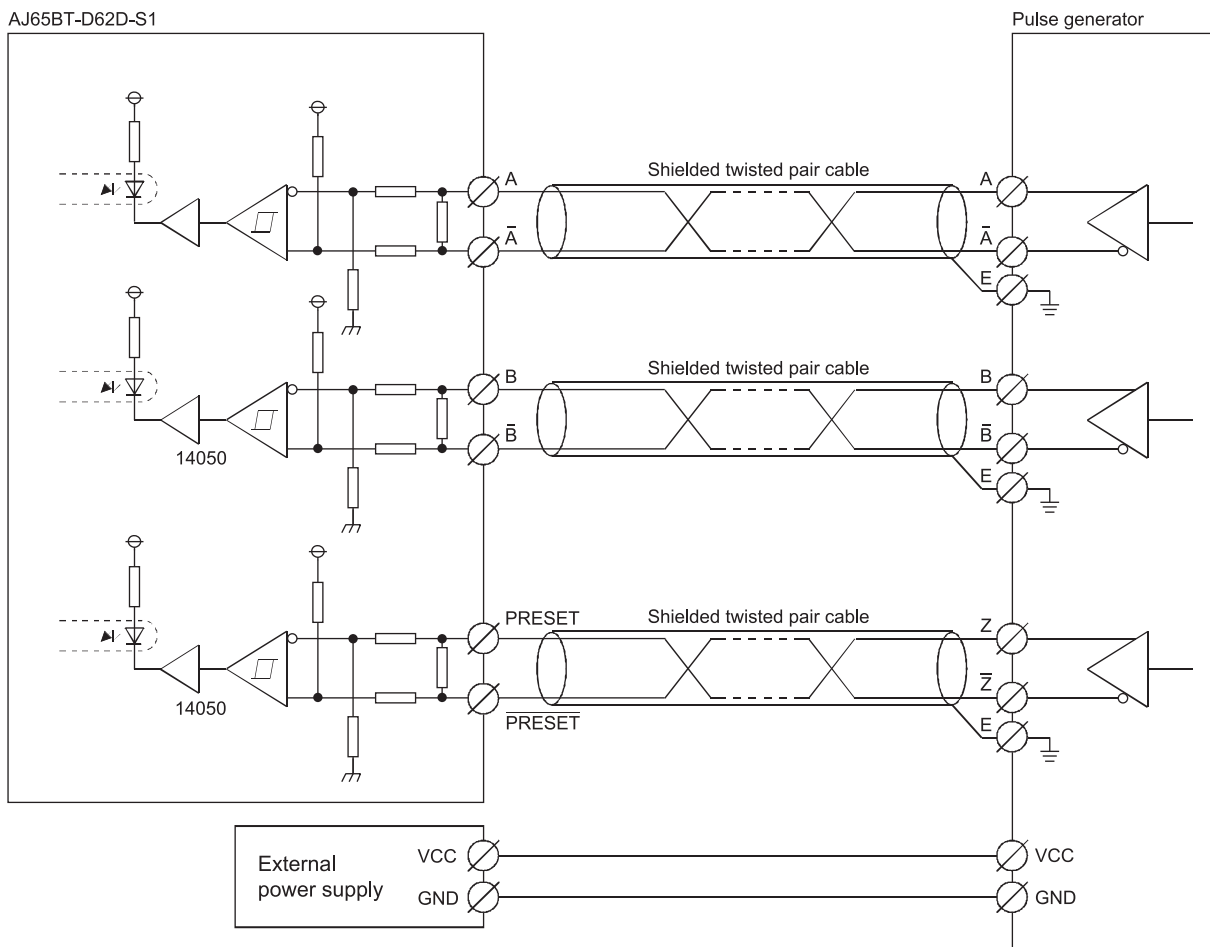 AJ65BT-D62D-S1
Pulse generator
A
Shielded twisted pair cable
A
A̅
A̅
E
B
Shielded twisted pair cable
B
B̅
B̅
14050
E
PRESET
Shielded twisted pair cable
Z
Z̅
14050
P̅R̅E̅S̅E̅T̅
E
External
power supply
VCC
VCC
GND
GND